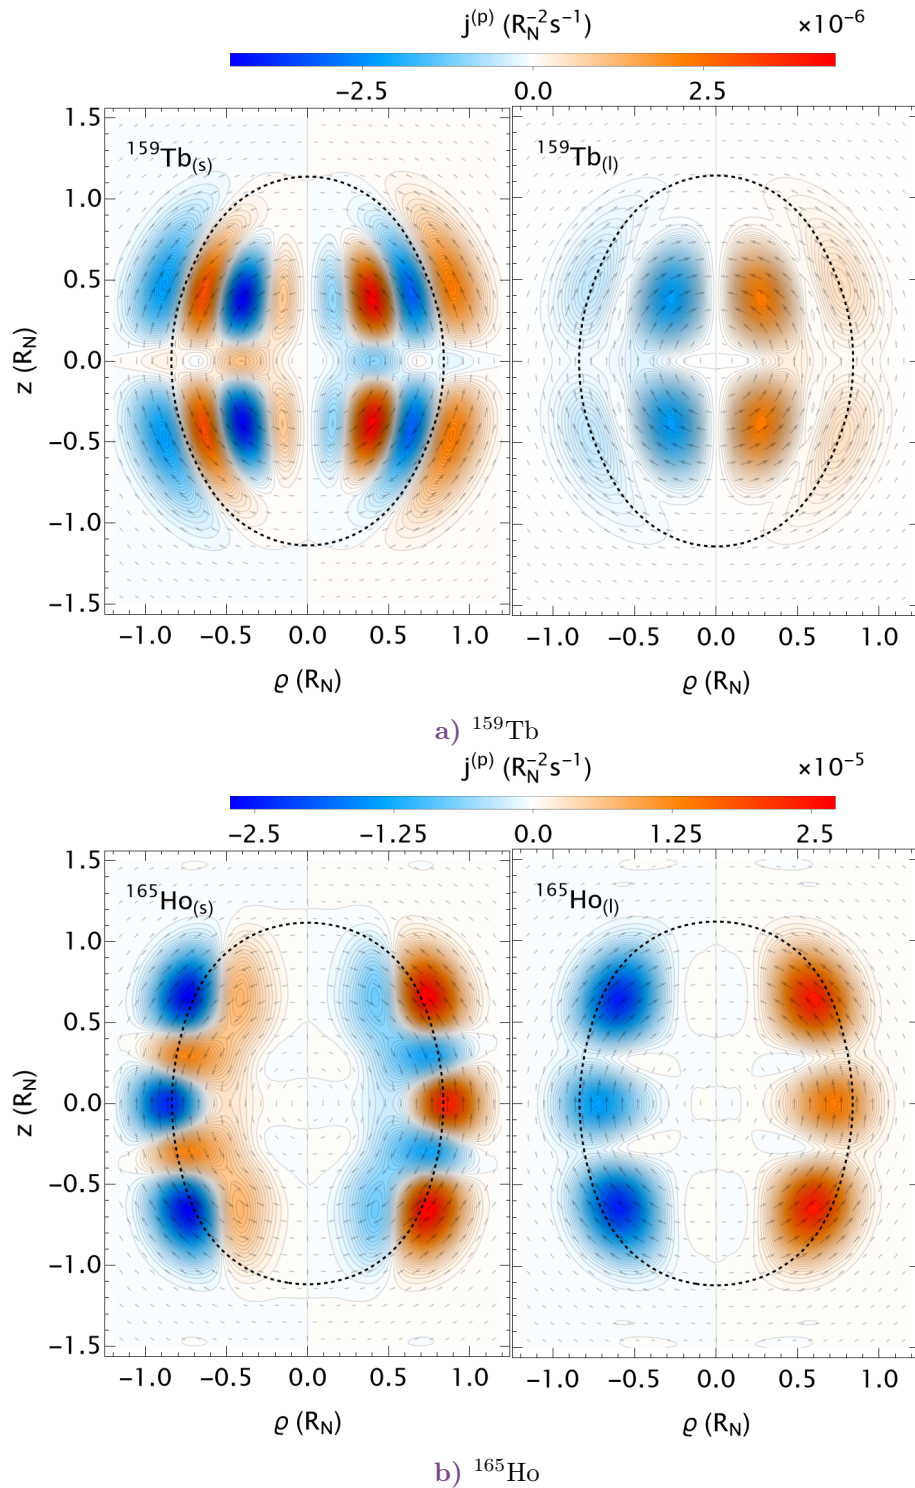 j⁽ᵖ⁾ (R_N⁻²s⁻¹) ×10⁻⁶
−2.5 0.0 2.5
¹⁵⁹Tb₍ₛ₎ ¹⁵⁹Tb₍ₗ₎
1.5
1.0
0.5
0.0
−0.5
−1.0
−1.5
z (R_N)
−1.0 −0.5 0.0 0.5 1.0 −1.0 −0.5 0.0 0.5 1.0
ϱ (R_N) ϱ (R_N)
a) ¹⁵⁹Tb
j⁽ᵖ⁾ (R_N⁻²s⁻¹) ×10⁻⁵
−2.5 −1.25 0.0 1.25 2.5
¹⁶⁵Ho₍ₛ₎ ¹⁶⁵Ho₍ₗ₎
1.5
1.0
0.5
0.0
−0.5
−1.0
−1.5
z (R_N)
−1.0 −0.5 0.0 0.5 1.0 −1.0 −0.5 0.0 0.5 1.0
ϱ (R_N) ϱ (R_N)
b) ¹⁶⁵Ho